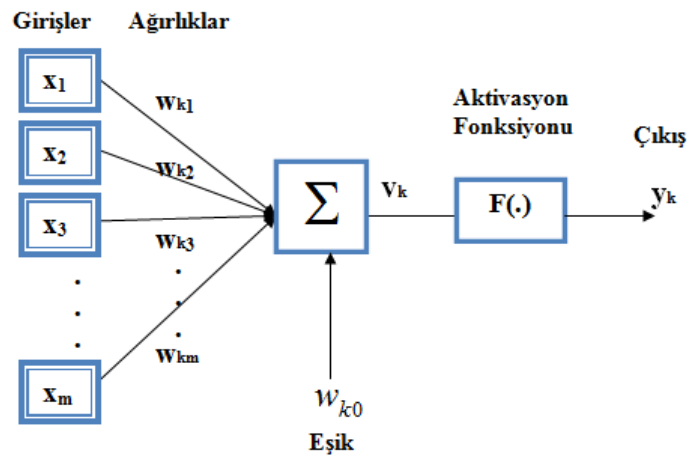 Girişler
Ağırlıklar
x1
wk1
x2
wk2
x3
wk3
.
.
.
.
.
.
xm
wkm
Σ
wk0
Eşik
vk
Aktivasyon
Fonksiyonu
F(.)
Çıkış
yk